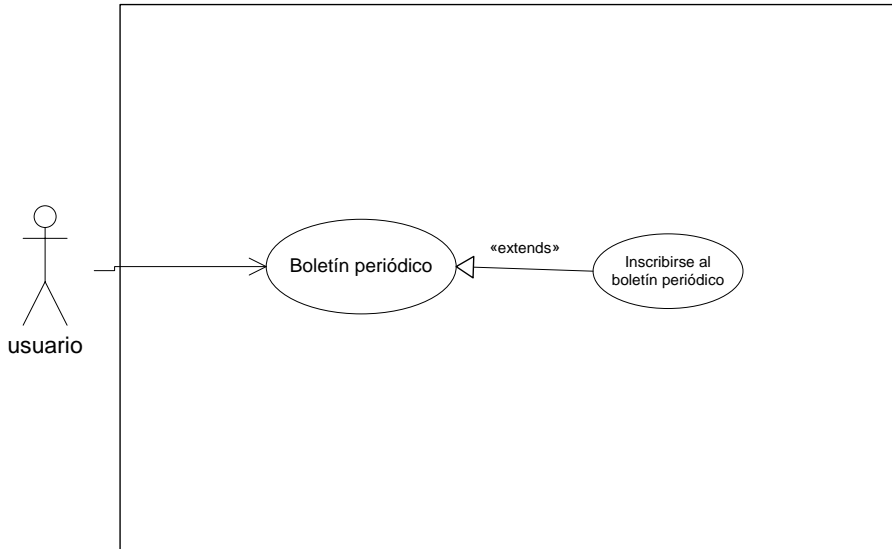 usuario
Boletín periódico
«extends»
Inscribirse al
boletín periódico